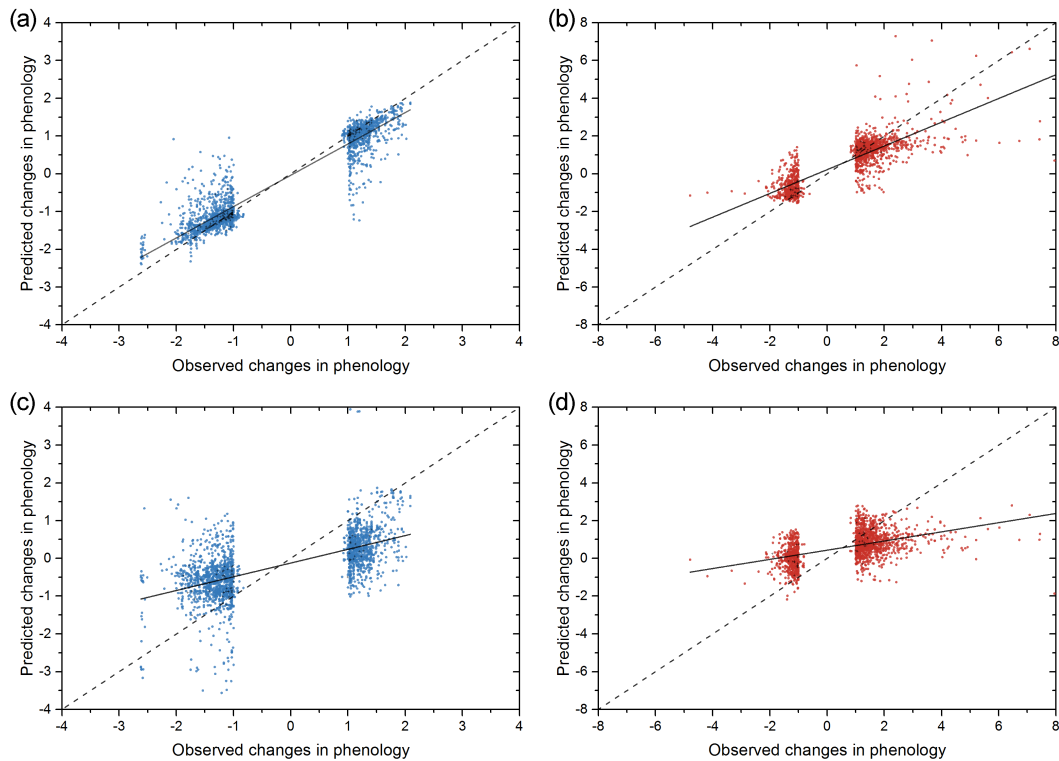 (a)
4
3
2
1
0
-1
-2
-3
-4
Predicted changes in phenology
-4 -3 -2 -1 0 1 2 3 4
Observed changes in phenology
(b)
8
6
4
2
0
-2
-4
-6
-8
Predicted changes in phenology
-8 -6 -4 -2 0 2 4 6 8
Observed changes in phenology
(c)
4
3
2
1
0
-1
-2
-3
-4
Predicted changes in phenology
-4 -3 -2 -1 0 1 2 3 4
Observed changes in phenology
(d)
8
6
4
2
0
-2
-4
-6
-8
Predicted changes in phenology
-8 -6 -4 -2 0 2 4 6 8
Observed changes in phenology